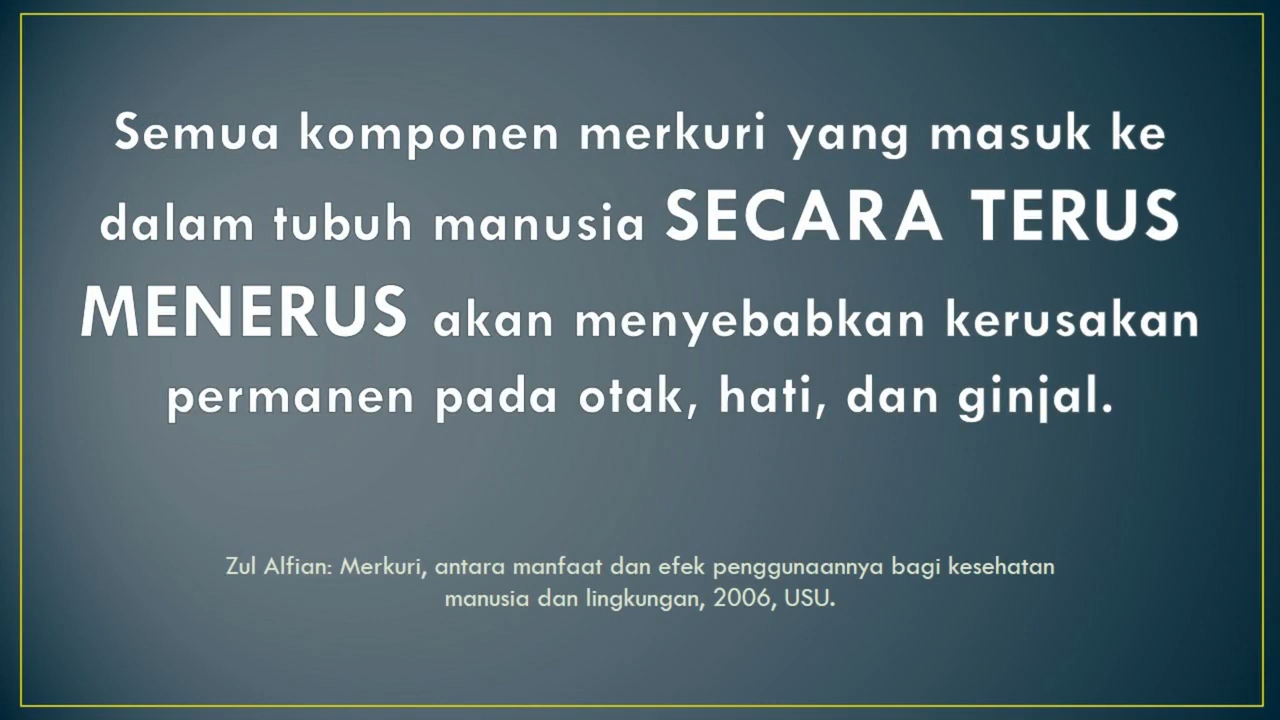 Semua komponen merkuri yang masuk ke
dalam tubuh manusia SECARA TERUS
MENERUS akan menyebabkan kerusakan
permanen pada otak, hati, dan ginjal.
Zul Alfian: Merkuri, antara manfaat dan efek penggunaannya bagi kesehatan
manusia dan lingkungan, 2006, USU.